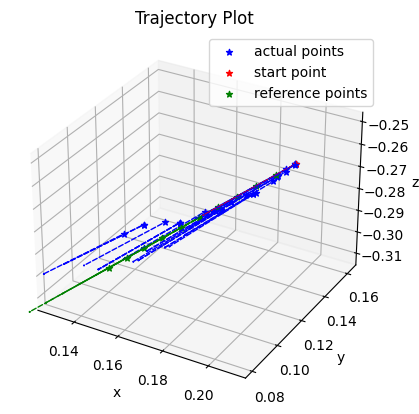 Trajectory Plot
actual points
start point
reference points
−0.25
−0.26
−0.27
−0.28
−0.29
−0.30
−0.31
z
0.16
0.14
0.12
0.10
0.08
y
0.14
0.16
0.18
0.20
x